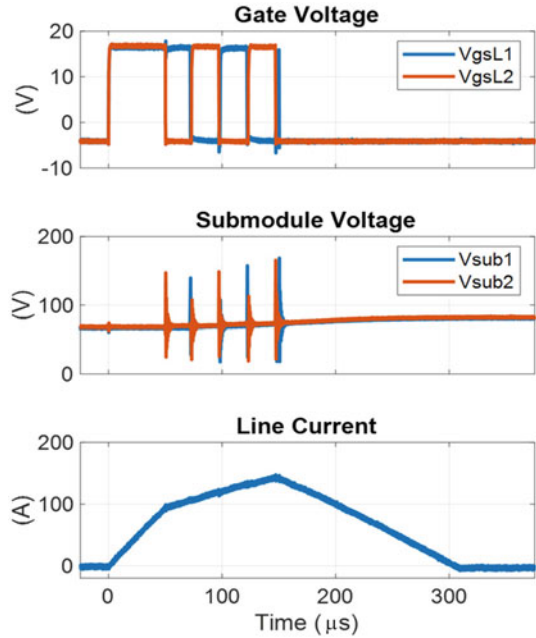 Gate Voltage
20
10
0
-10
(V)
VgsL1
VgsL2
Submodule Voltage
200
100
0
(V)
Vsub1
Vsub2
Line Current
200
100
0
(A)
0
100
200
300
Time ( μs)